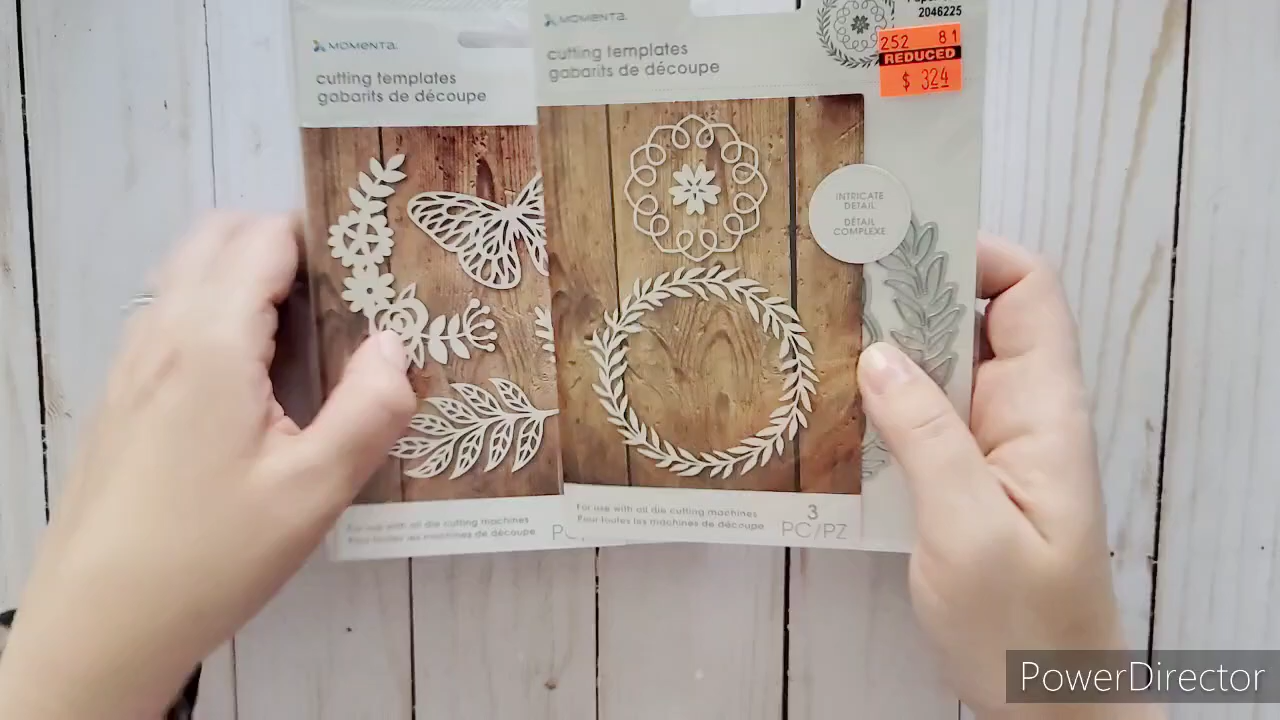 MOMENTA.
cutting templates
gabarits de découpe
For use with all die cutting machines
Pour toutes les machines de découpe
MOMENTA.
cutting templates
gabarits de découpe
2046225
252 81
REDUCED
$ 324
INTRICATE
DETAIL
DÉTAIL
COMPLEXE
For use with all die cutting machines
Pour toutes les machines de découpe
3
PC/PZ
PowerDirector